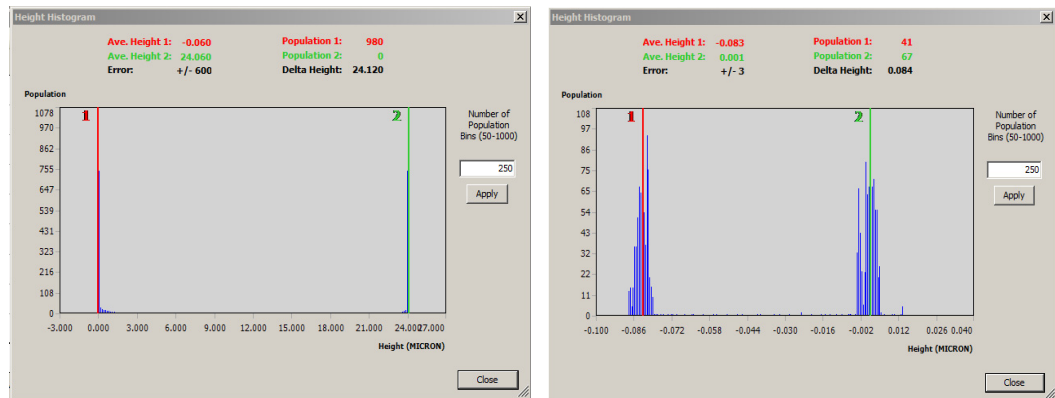 Height Histogram
Ave. Height 1: -0.060 Population 1: 980
Ave. Height 2: 24.060 Population 2: 0
Error: +/- 600 Delta Height: 24.120
Population
1 2
1078
970
862
755
647
539
431
323
216
108
0
-3.000 0.000 3.000 6.000 9.000 12.000 15.000 18.000 21.000 24.00027.000
Height (MICRON)
Number of
Population
Bins (50-1000)
250
Apply
Close
Height Histogram
Ave. Height 1: -0.083 Population 1: 41
Ave. Height 2: 0.001 Population 2: 67
Error: +/- 3 Delta Height: 0.084
Population
1 2
108
97
86
75
65
54
43
32
22
11
0
-0.100 -0.086 -0.072 -0.058 -0.044 -0.030 -0.016 -0.002 0.012 0.026 0.040
Height (MICRON)
Number of
Population
Bins (50-1000)
250
Apply
Close